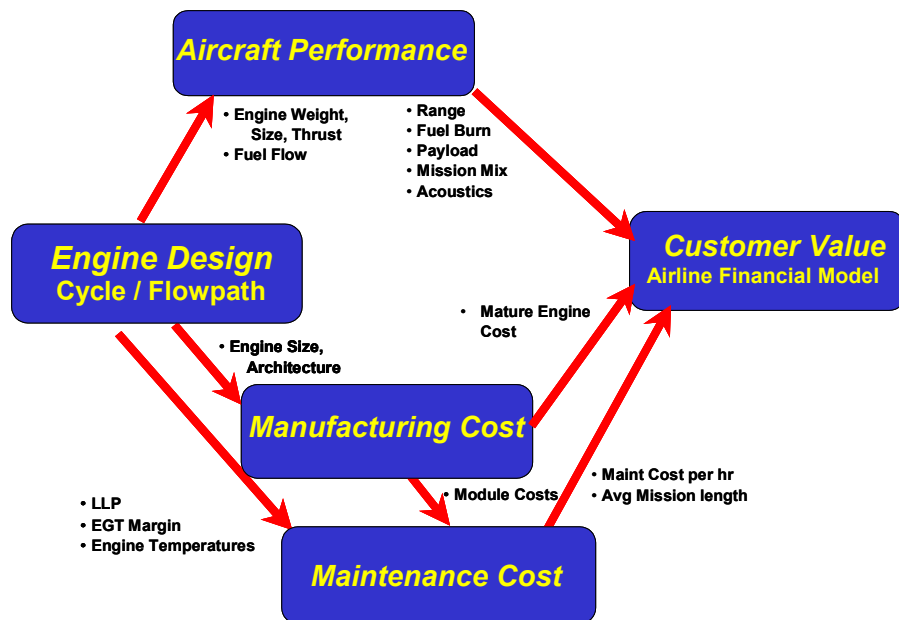 Aircraft Performance
• Engine Weight,
Size, Thrust
• Fuel Flow
• Range
• Fuel Burn
• Payload
• Mission Mix
• Acoustics
Engine Design
Cycle / Flowpath
Customer Value
Airline Financial Model
• Mature Engine
Cost
• Engine Size,
Architecture
Manufacturing Cost
• LLP
• EGT Margin
• Engine Temperatures
• Module Costs
• Maint Cost per hr
• Avg Mission length
Maintenance Cost